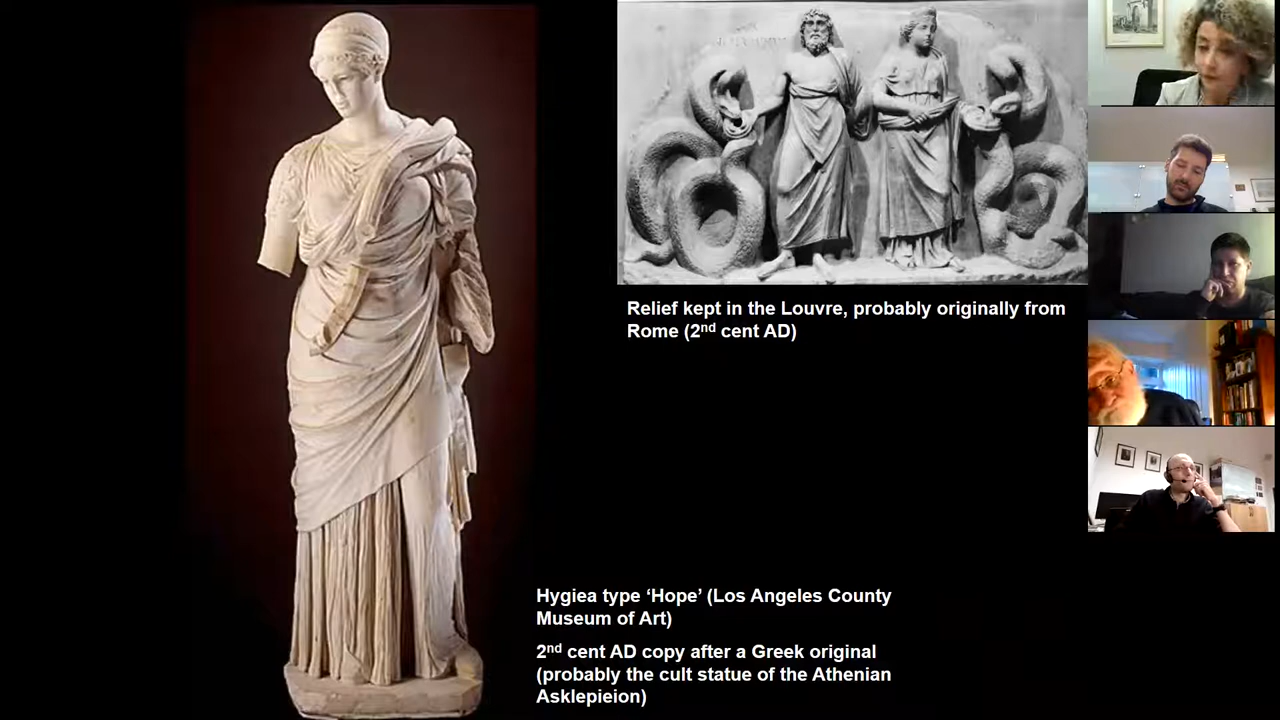 Relief kept in the Louvre, probably originally from
Rome (2nd cent AD)
Hygiea type ‘Hope’ (Los Angeles County
Museum of Art)
2nd cent AD copy after a Greek original
(probably the cult statue of the Athenian
Asklepieion)